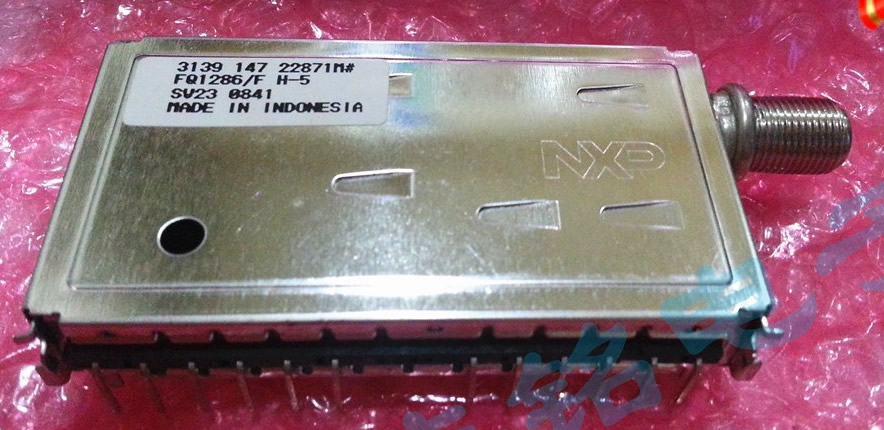 3139 147 22871M#
FQ1286/F H-5
SV23 0841
MADE IN INDONESIA
NXP